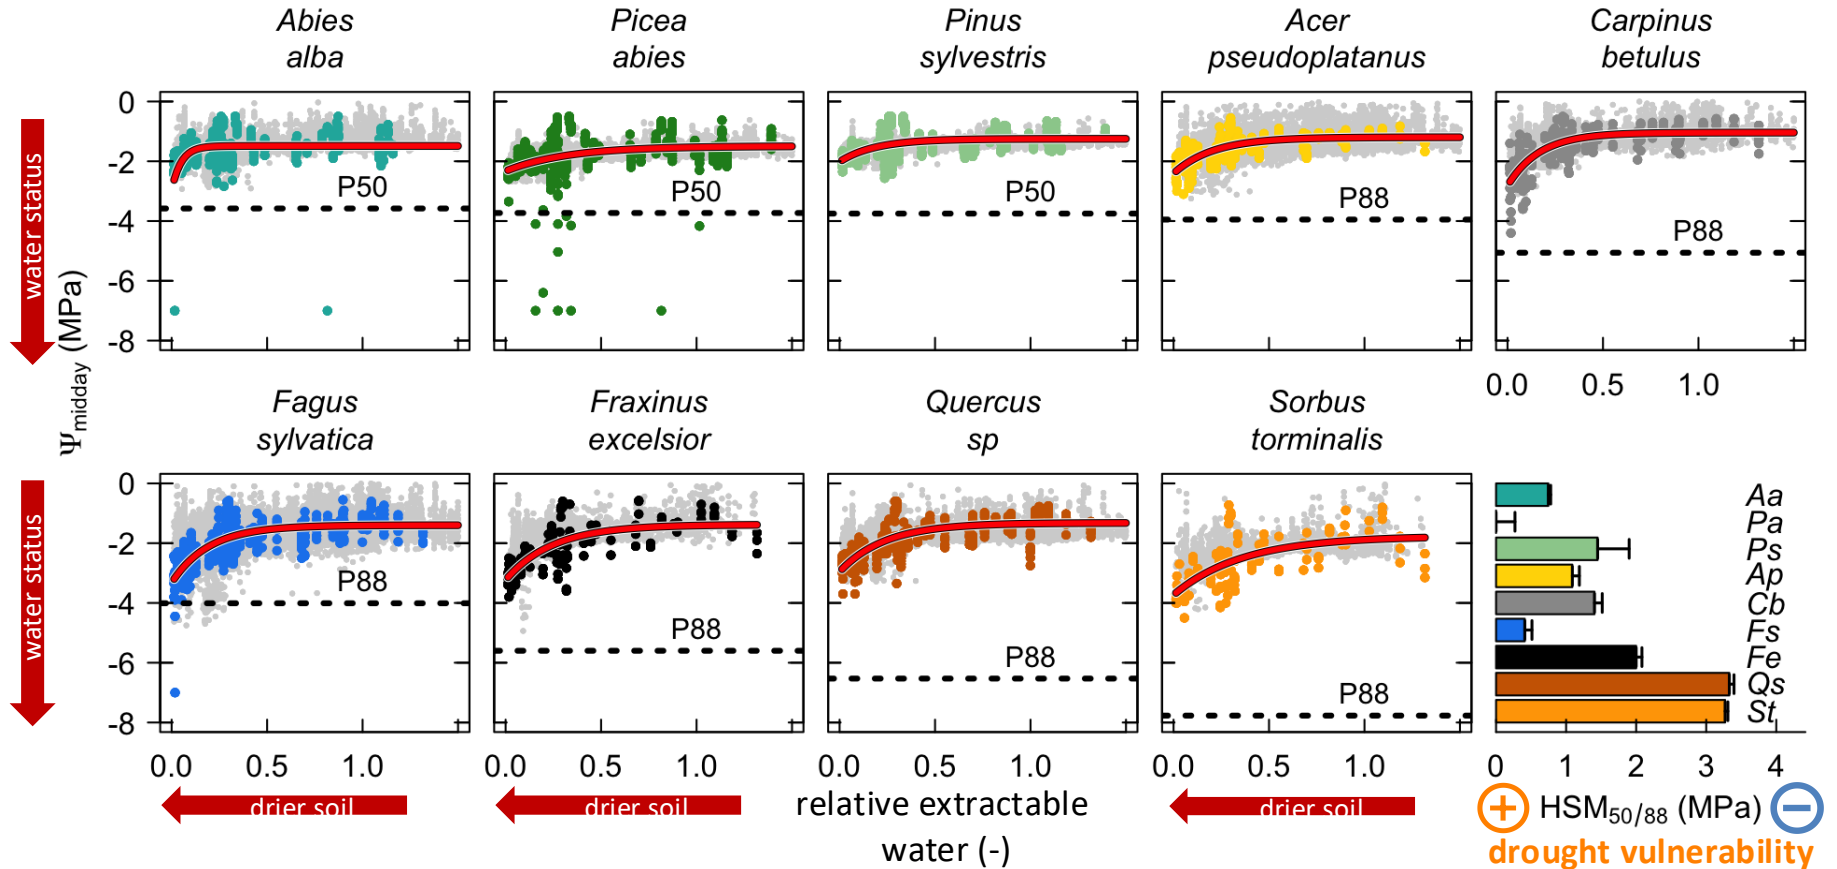 Abies
alba
Picea
abies
Pinus
sylvestris
Acer
pseudoplatanus
Carpinus
betulus
0
-2
-4
-6
-8
P50
P50
P50
P88
P88
water status
Ψmidday (MPa)
0.0 0.5 1.0
Fagus
sylvatica
Fraxinus
excelsior
Quercus
sp
Sorbus
torminalis
0
-2
-4
-6
-8
P88
P88
P88
P88
water status
Aa
Pa
Ps
Ap
Cb
Fs
Fe
Qs
St
0.0 0.5 1.0
0.0 0.5 1.0
0.0 0.5 1.0
0.0 0.5 1.0
0 1 2 3 4
drier soil
drier soil
relative extractable
water (-)
drier soil
+ HSM50/88 (MPa) −
drought vulnerability